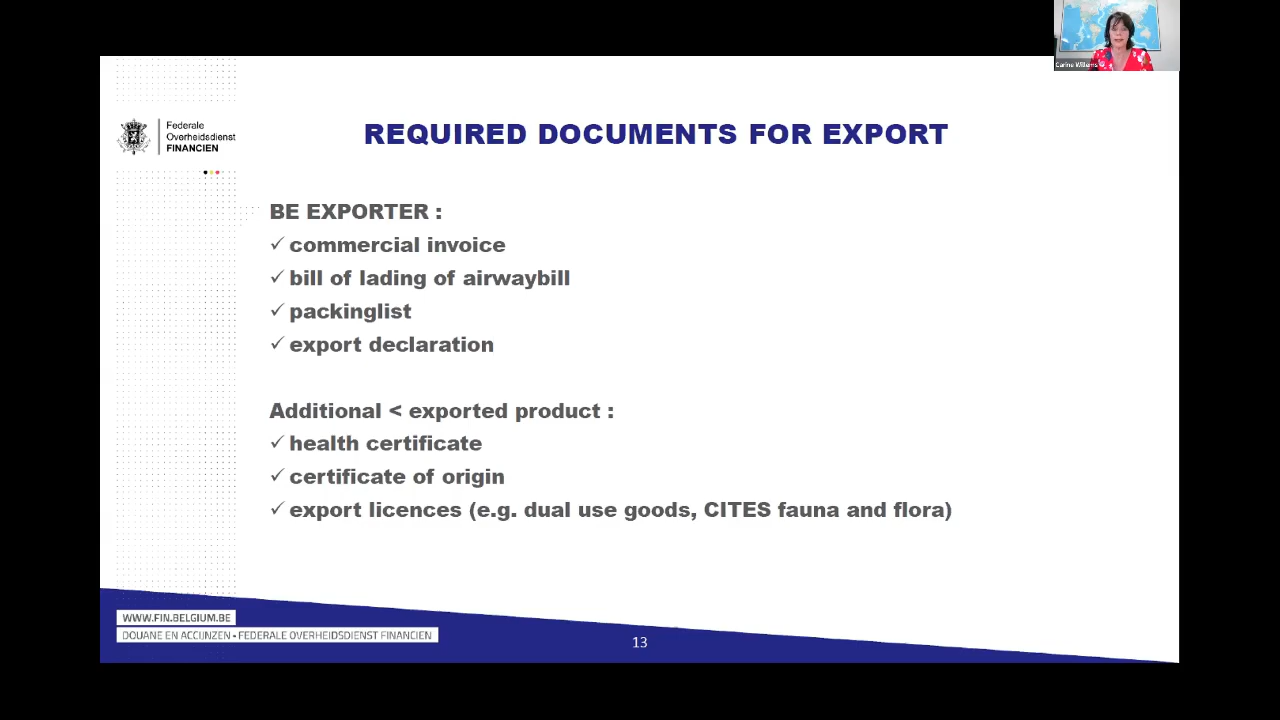 Carine Willems
Federale
Overheidsdienst
FINANCIEN
REQUIRED DOCUMENTS FOR EXPORT
BE EXPORTER :
✓ commercial invoice
✓ bill of lading of airwaybill
✓ packinglist
✓ export declaration
Additional < exported product :
✓ health certificate
✓ certificate of origin
✓ export licences (e.g. dual use goods, CITES fauna and flora)
WWW.FIN.BELGIUM.BE
DOUANE EN ACCIJNZEN - FEDERALE OVERHEIDSDIENST FINANCIEN
13